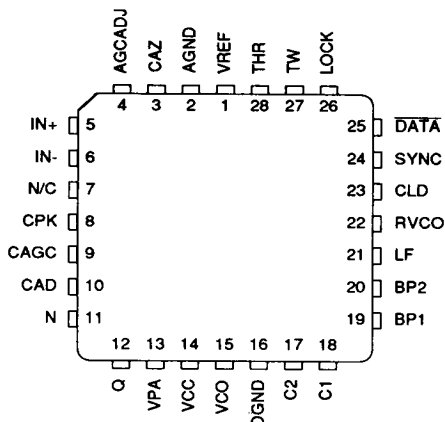 AGCADJ CAZ AGND VREF THR TW LOCK
4 3 2 1 28 27 26
IN+ 5
IN- 6
N/C 7
CPK 8
CAGC 9
CAD 10
N 11
25 DATA
24 SYNC
23 CLD
22 RVCO
21 LF
20 BP2
19 BP1
12 13 14 15 16 17 18
Q VPA VCC VCO DGND C2 C1